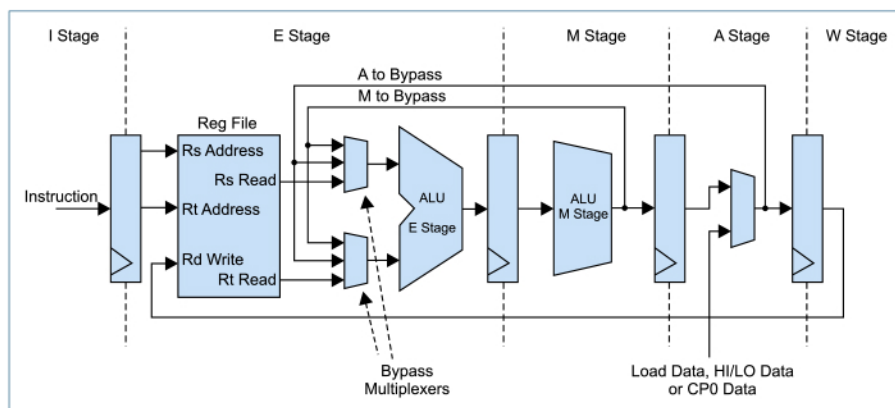 I Stage
E Stage
M Stage
A Stage
W Stage
A to Bypass
M to Bypass
Reg File
Rs Address
Rs Read
Instruction
Rt Address
Rd Write
Rt Read
ALU
E Stage
ALU
M Stage
Bypass
Multiplexers
Load Data, HI/LO Data
or CP0 Data